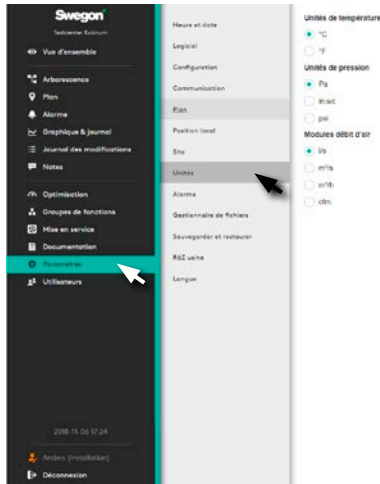 Swegon
Testcenter Kvänum
Vue d'ensemble
Arborescence
Plan
Alarme
Graphique & journal
Journal des modifications
Notes
Optimisation
Groupes de fonctions
Mise en service
Documentation
Paramètres
Utilisateurs
2018-11-06 17:24
Anders (Installation)
Déconnexion
Heure et date
Logiciel
Configuration
Communication
Plan
Position local
Site
Unités
Alarme
Gestionnaire de fichiers
Sauvegarder et restaurer
RàZ usine
Langue
Unités de température
°C
°F
Unités de pression
Pa
in.wc
psi
Modules débit d'air
l/s
m³/s
m³/h
cfm